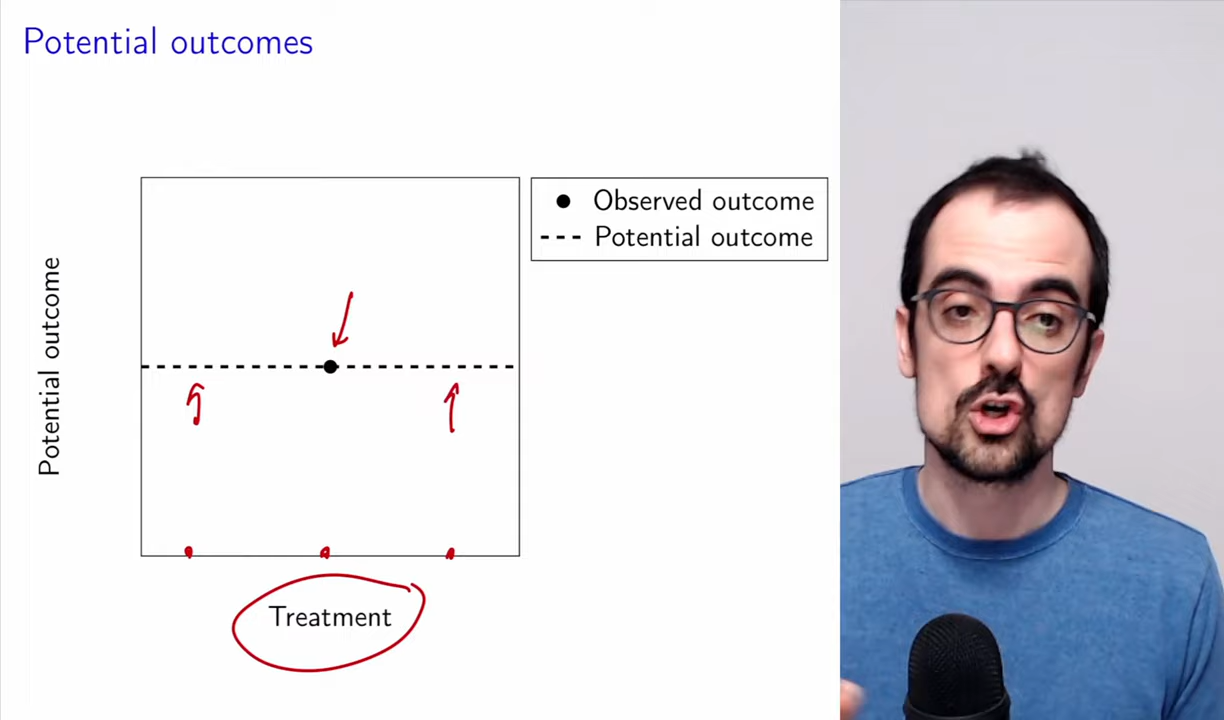 Potential outcomes
Observed outcome
Potential outcome
Potential outcome
Treatment